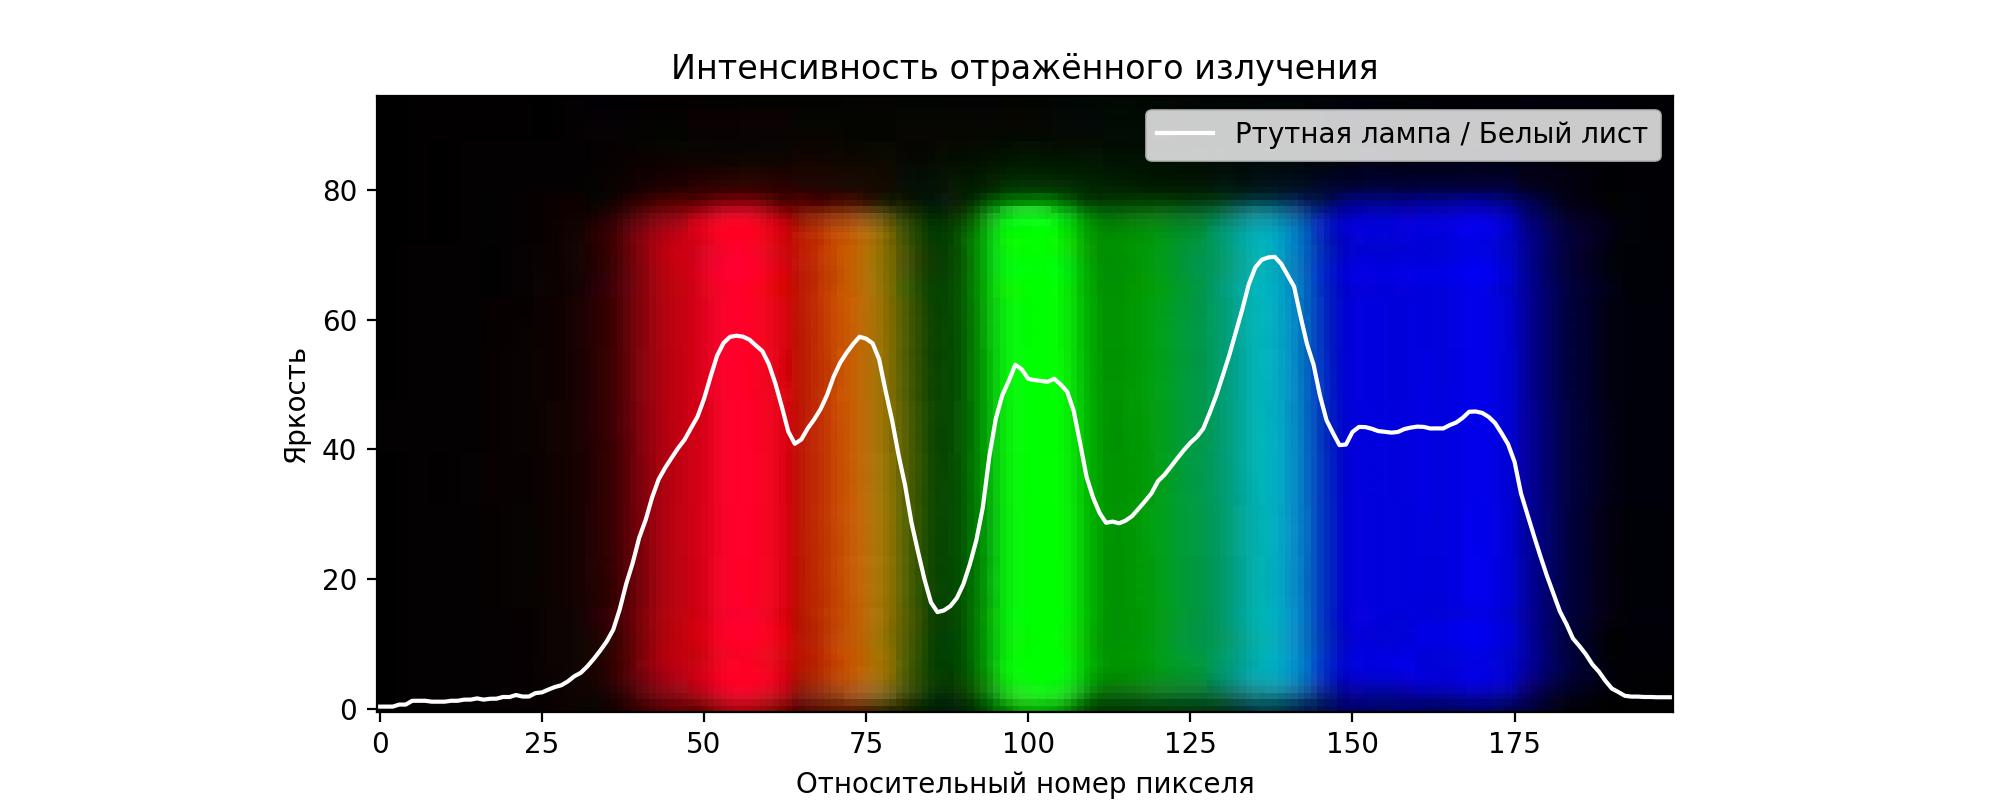 Интенсивность отражённого излучения
Ртутная лампа / Белый лист
Яркость
80
60
40
20
0
0 25 50 75 100 125 150 175
Относительный номер пикселя